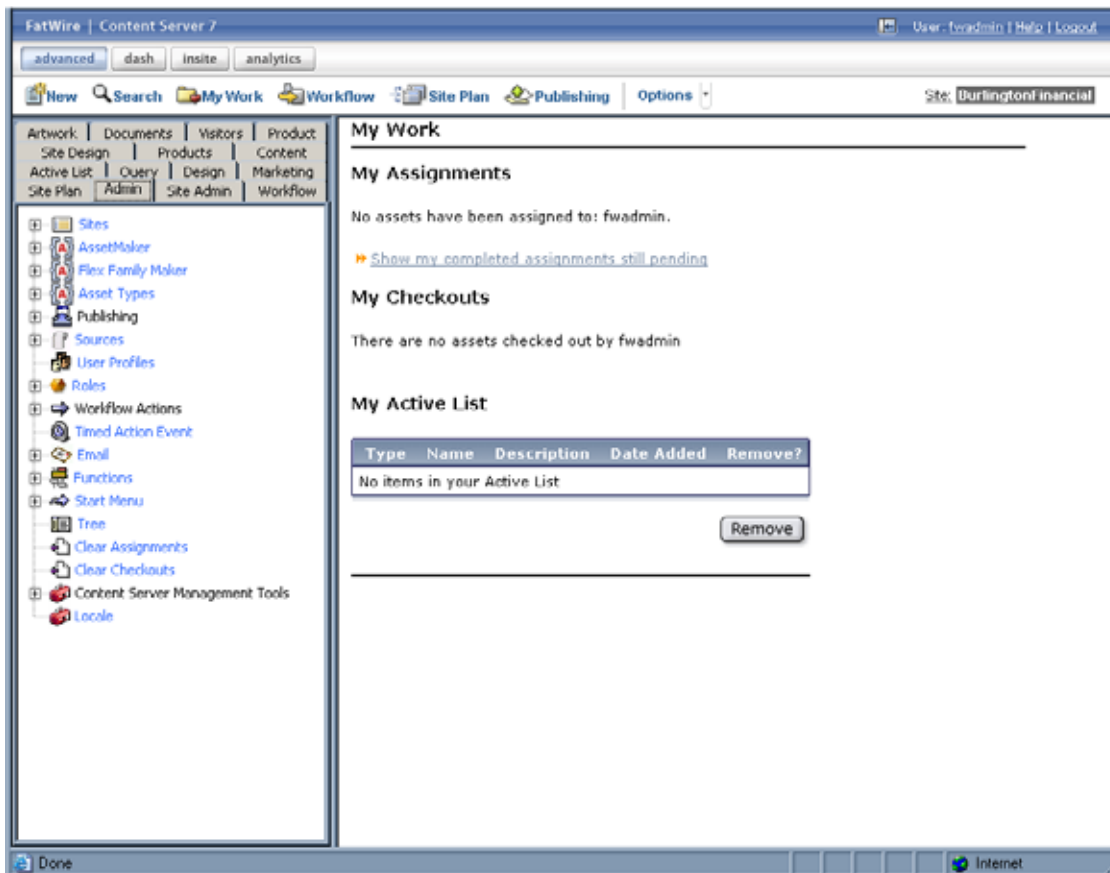 FatWire | Content Server 7
User: fwadmin | Help | Logout
advanced dash insite analytics
New Search My Work Workflow Site Plan Publishing Options
Site: BurlingtonFinancial
Artwork Documents Visitors Product
Site Design Products Content
Active List Query Design Marketing
Site Plan Admin Site Admin Workflow
Sites
AssetMaker
Flex Family Maker
Asset Types
Publishing
Sources
User Profiles
Roles
Workflow Actions
Timed Action Event
Email
Functions
Start Menu
Tree
Clear Assignments
Clear Checkouts
Content Server Management Tools
Locale
My Work
My Assignments
No assets have been assigned to: fwadmin.
Show my completed assignments still pending
My Checkouts
There are no assets checked out by fwadmin
My Active List
Type Name Description Date Added Remove?
No items in your Active List
Remove
Done
Internet